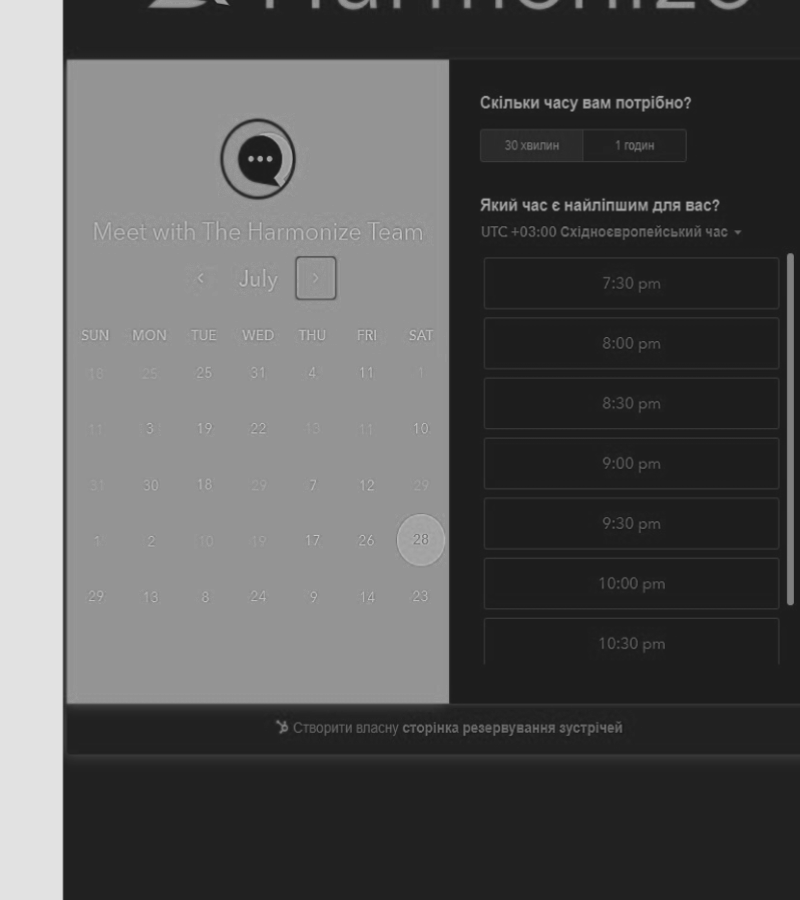 Harmonize
Meet with The Harmonize Team
July
SUN MON TUE WED THU FRI SAT
18 25 25 31 4 11 1
11 3 19 22 13 11 10
31 30 18 29 7 12 29
1 2 10 19 17 26 28
29 13 8 24 9 14 23
Скільки часу вам потрібно?
30 хвилин 1 годин
Який час є найліпшим для вас?
UTC +03:00 Східноєвропейський час
7:30 pm
8:00 pm
8:30 pm
9:00 pm
9:30 pm
10:00 pm
10:30 pm
Створити власну сторінка резервування зустрічей